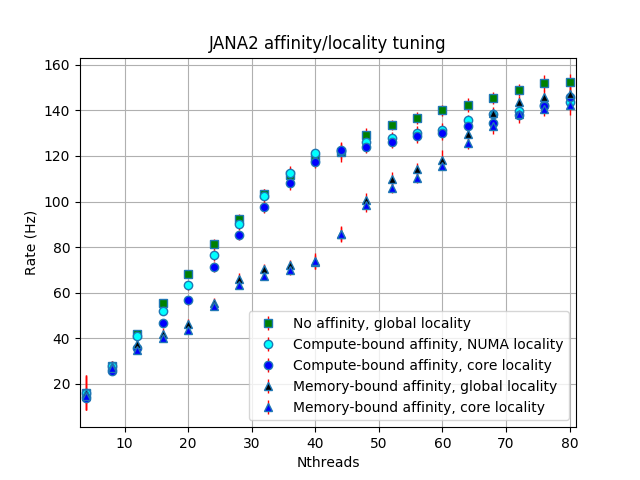 JANA2 affinity/locality tuning
160
140
120
100
80
60
40
20
Rate (Hz)
No affinity, global locality
Compute-bound affinity, NUMA locality
Compute-bound affinity, core locality
Memory-bound affinity, global locality
Memory-bound affinity, core locality
10 20 30 40 50 60 70 80
Nthreads